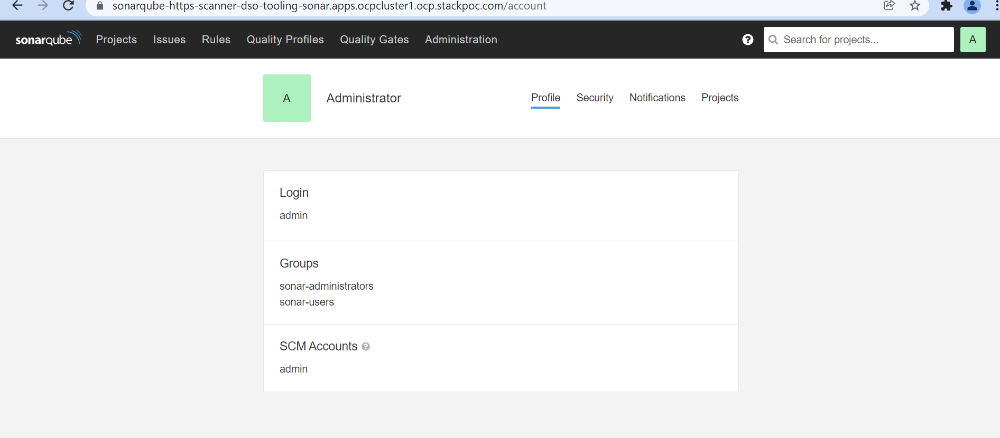 sonarqube-https-scanner-dso-tooling-sonar.apps.ocpcluster1.ocp.stackpoc.com/account
sonarqube Projects Issues Rules Quality Profiles Quality Gates Administration ? Search for projects... A
A Administrator Profile Security Notifications Projects
Login
admin
Groups
sonar-administrators
sonar-users
SCM Accounts ?
admin